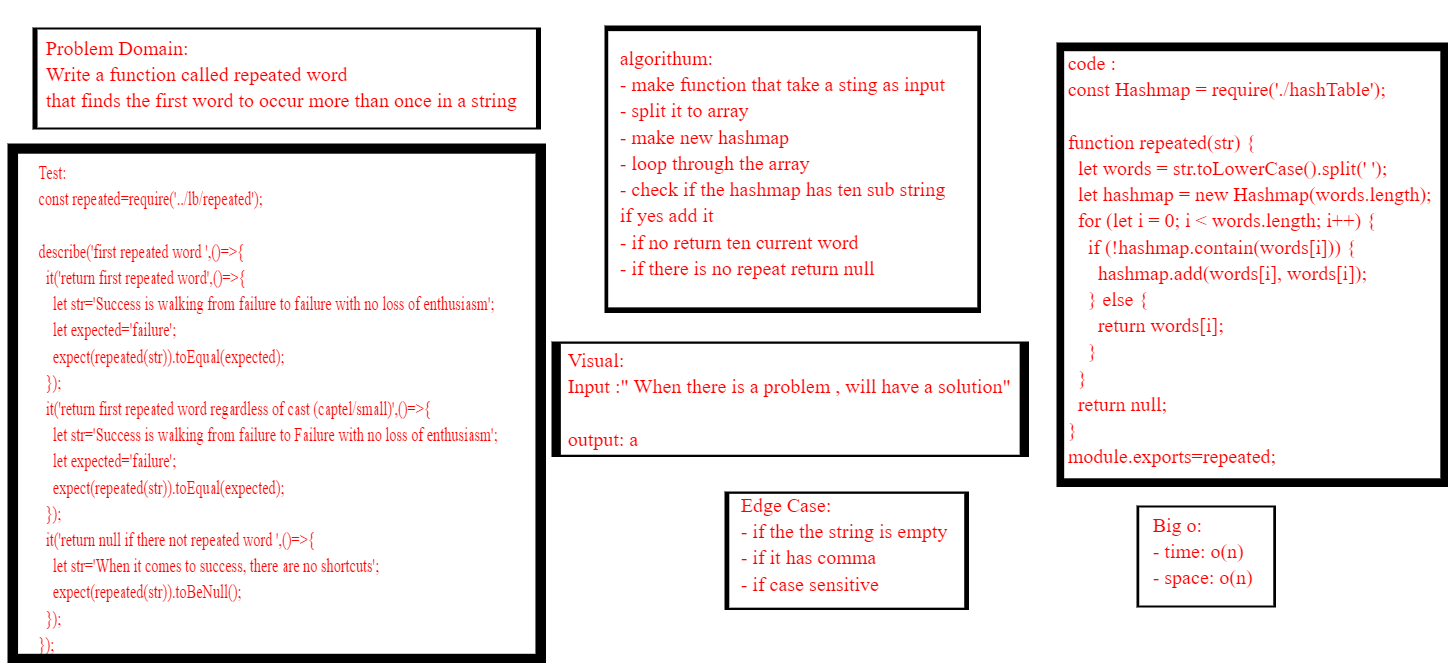 Problem Domain:
Write a function called repeated word
that finds the first word to occur more than once in a string
Test:
const repeated=require('../lb/repeated');
describe('first repeated word ',()=>{
it('return first repeated word',()=>{
let str='Success is walking from failure to failure with no loss of enthusiasm';
let expected='failure';
expect(repeated(str)).toEqual(expected);
});
it('return first repeated word regardless of cast (captel/small)',()=>{
let str='Success is walking from failure to Failure with no loss of enthusiasm';
let expected='failure';
expect(repeated(str)).toEqual(expected);
});
it('return null if there not repeated word ',()=>{
let str='When it comes to success, there are no shortcuts';
expect(repeated(str)).toBeNull();
});
});
algorithum:
- make function that take a sting as input
- split it to array
- make new hashmap
- loop through the array
- check if the hashmap has ten sub string
if yes add it
- if no return ten current word
- if there is no repeat return null
Visual:
Input :" When there is a problem , will have a solution"
output: a
Edge Case:
- if the the string is empty
- if it has comma
- if case sensitive
code :
const Hashmap = require('./hashTable');
function repeated(str) {
let words = str.toLowerCase().split(' ');
let hashmap = new Hashmap(words.length);
for (let i = 0; i < words.length; i++) {
if (!hashmap.contain(words[i])) {
hashmap.add(words[i], words[i]);
} else {
return words[i];
}
}
return null;
}
module.exports=repeated;
Big o:
- time: o(n)
- space: o(n)